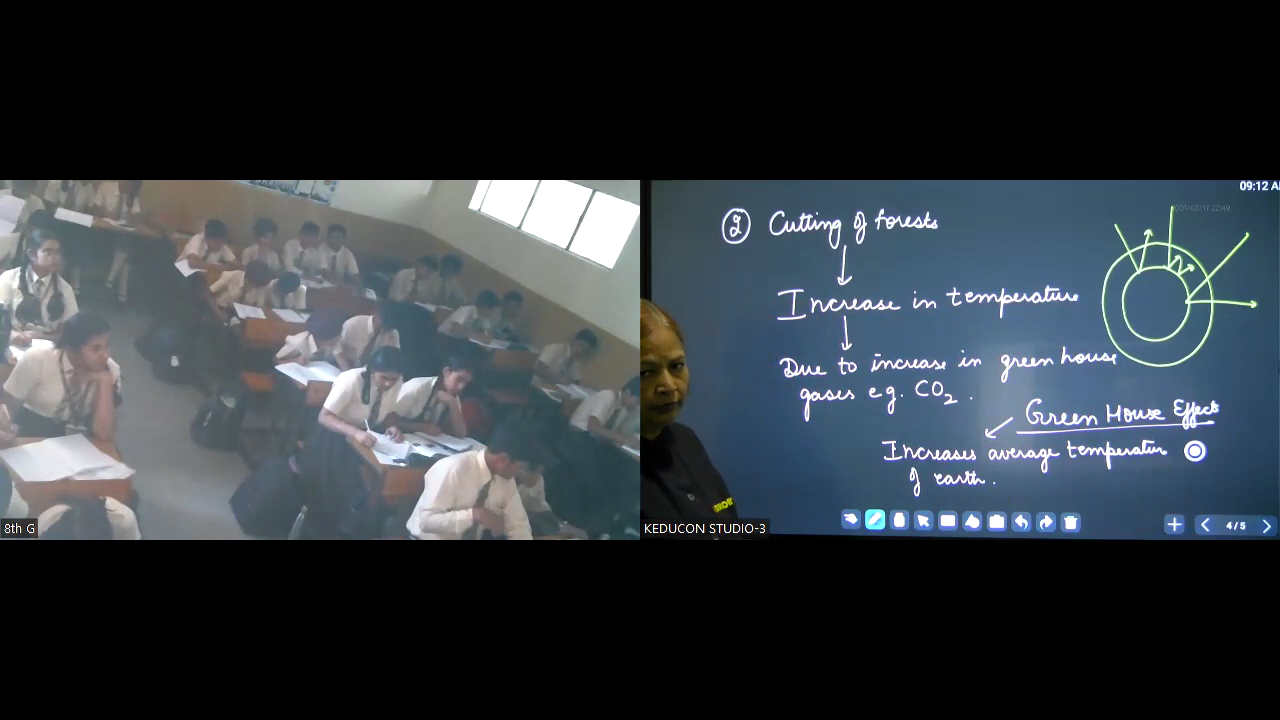 8th G
09:12 A
② Cutting of forests
Increase in temperature
Due to increase in green house
gases e.g. CO2.
Green House Effect
Increases average temperature
of earth.
4/5
KEDUCON STUDIO-3